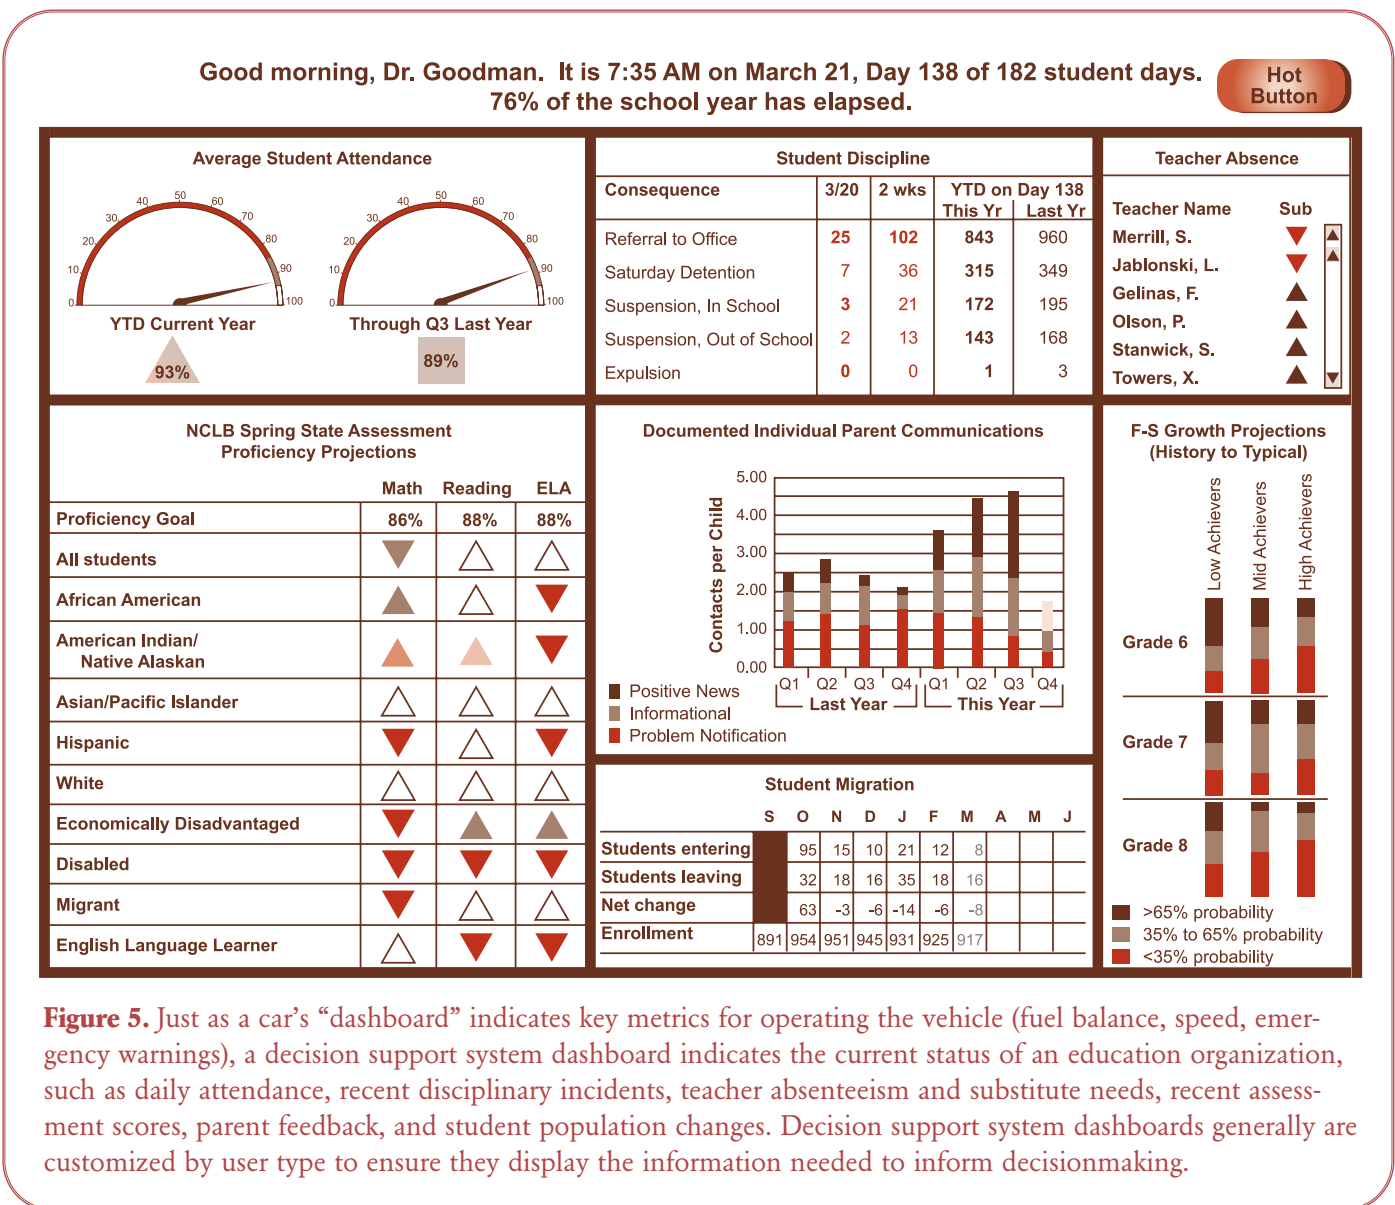 Good morning, Dr. Goodman. It is 7:35 AM on March 21, Day 138 of 182 student days.
76% of the school year has elapsed.
Hot
Button
Average Student Attendance
0 10 20 30 40 50 60 70 80 90 100
YTD Current Year
93%
0 10 20 30 40 50 60 70 80 90 100
Through Q3 Last Year
89%
Student Discipline
Consequence 3/20 2 wks YTD on Day 138
This Yr Last Yr
Referral to Office 25 102 843 960
Saturday Detention 7 36 315 349
Suspension, In School 3 21 172 195
Suspension, Out of School 2 13 143 168
Expulsion 0 0 1 3
Teacher Absence
Teacher Name Sub
Merrill, S.
Jablonski, L.
Gelinas, F.
Olson, P.
Stanwick, S.
Towers, X.
NCLB Spring State Assessment
Proficiency Projections
Math Reading ELA
Proficiency Goal 86% 88% 88%
All students
African American
American Indian/
Native Alaskan
Asian/Pacific Islander
Hispanic
White
Economically Disadvantaged
Disabled
Migrant
English Language Learner
Documented Individual Parent Communications
Contacts per Child
5.00
4.00
3.00
2.00
1.00
0.00
Q1 Q2 Q3 Q4 Q1 Q2 Q3 Q4
Last Year This Year
Positive News
Informational
Problem Notification
Student Migration
S O N D J F M A M J
Students entering 95 15 10 21 12 8
Students leaving 32 18 16 35 18 16
Net change 63 -3 -6 -14 -6 -8
Enrollment 891 954 951 945 931 925 917
F-S Growth Projections
(History to Typical)
Low Achievers
Mid Achievers
High Achievers
Grade 6
Grade 7
Grade 8
>65% probability
35% to 65% probability
<35% probability
Figure 5. Just as a car’s “dashboard” indicates key metrics for operating the vehicle (fuel balance, speed, emer-
gency warnings), a decision support system dashboard indicates the current status of an education organization,
such as daily attendance, recent disciplinary incidents, teacher absenteeism and substitute needs, recent assess-
ment scores, parent feedback, and student population changes. Decision support system dashboards generally are
customized by user type to ensure they display the information needed to inform decisionmaking.